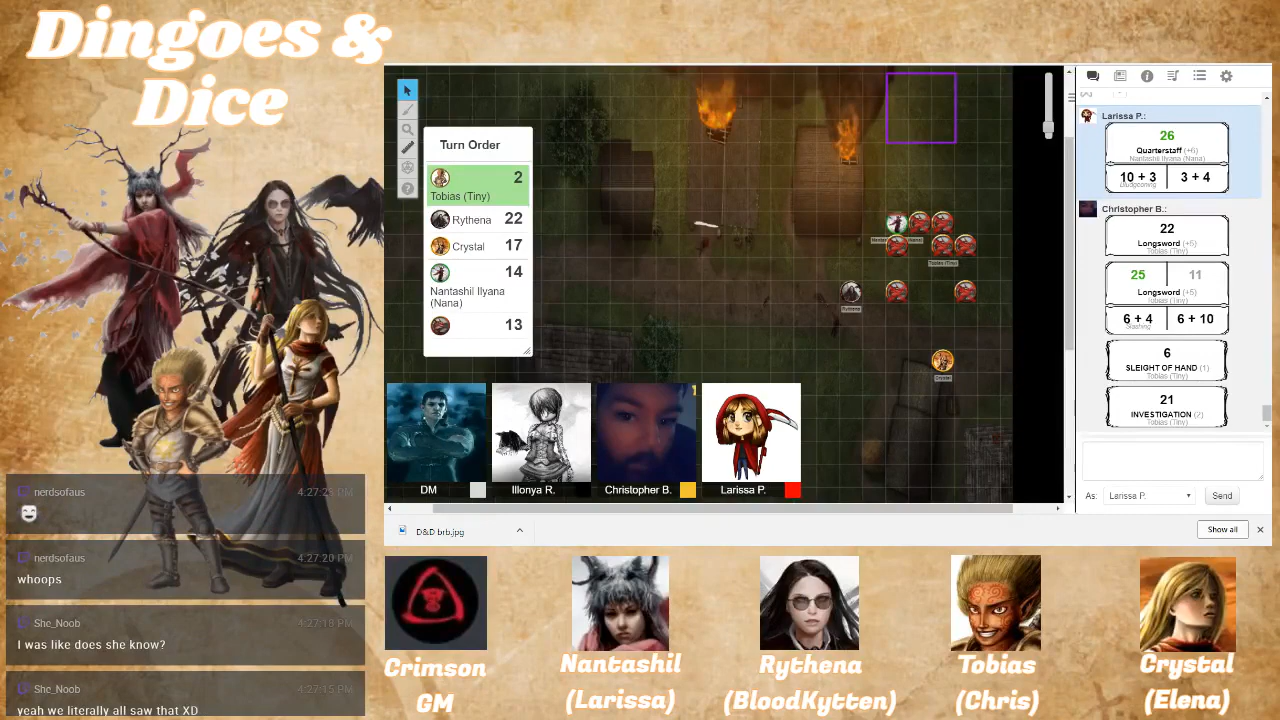 Dingoes &
Dice
Turn Order
2
Tobias (Tiny)
Rythena 22
Crystal 17
14
Nantashil Ilyana
(Nana)
13
DM
Illonya R.
Christopher B.
Larissa P.
Larissa P.:
26
Quarterstaff (+6)
Nantashil Ilyana (Nana)
10 + 3 3 + 4
Bludgeoning
Christopher B.:
22
Longsword (+5)
Tobias (Tiny)
25 11
Longsword (+5)
Tobias (Tiny)
6 + 4 6 + 10
Slashing
6
SLEIGHT OF HAND (1)
Tobias (Tiny)
21
INVESTIGATION (2)
Tobias (Tiny)
As: Larissa P. Send
D&D brb.jpg
Show all
nerdsofaus 4:27:25 PM
nerdsofaus 4:27:20 PM
whoops
She_Noob 4:27:18 PM
I was like does she know?
She_Noob 4:27:15 PM
yeah we literally all saw that XD
Crimson
GM
Nantashil
(Larissa)
Rythena
(BloodKytten)
Tobias
(Chris)
Crystal
(Elena)